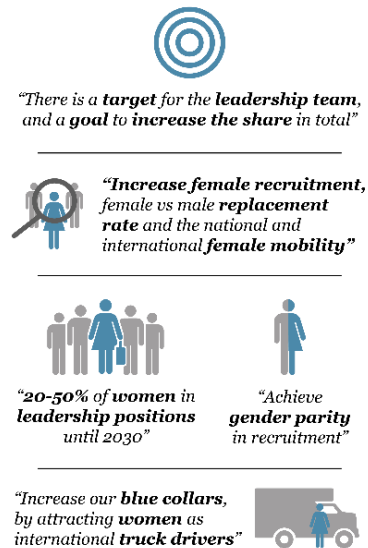 “There is a target for the leadership team,
and a goal to increase the share in total”
“Increase female recruitment,
female vs male replacement
rate and the national and
international female mobility”
“20-50% of women in
leadership positions
until 2030”
“Achieve
gender parity
in recruitment”
“Increase our blue collars,
by attracting women as
international truck drivers”